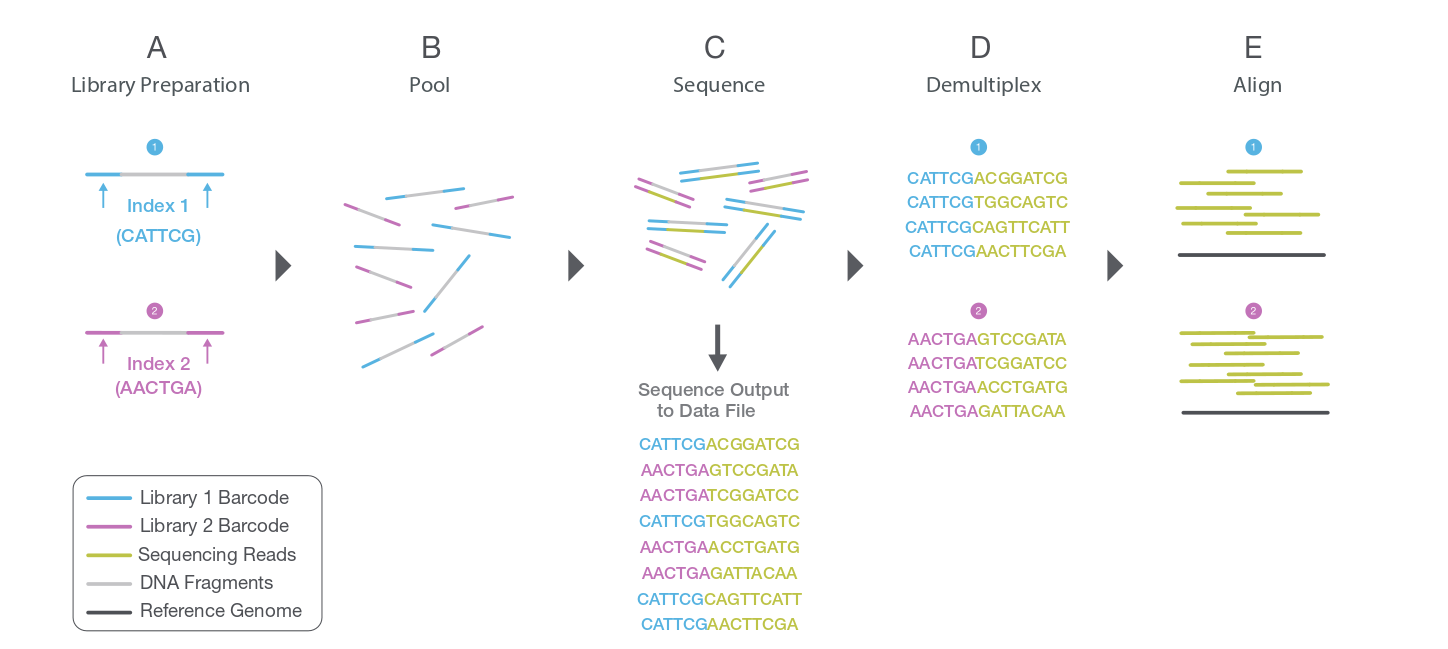 A
Library Preparation
1
Index 1
(CATTCG)
2
Index 2
(AACTGA)
B
Pool
C
Sequence
Sequence Output
to Data File
CATTCGACGGATCG
AACTGAGTCCGATA
AACTGATCGGATCC
CATTCGTGGCAGTC
AACTGAACCTGATG
AACTGAGATTACAA
CATTCGCAGTTCATT
CATTCGAACTTCGA
D
Demultiplex
1
CATTCGACGGATCG
CATTCGTGGCAGTC
CATTCGCAGTTCATT
CATTCGAACTTCGA
2
AACTGAGTCCGATA
AACTGATCGGATCC
AACTGAACCTGATG
AACTGAGATTACAA
E
Align
1
2
Library 1 Barcode
Library 2 Barcode
Sequencing Reads
DNA Fragments
Reference Genome